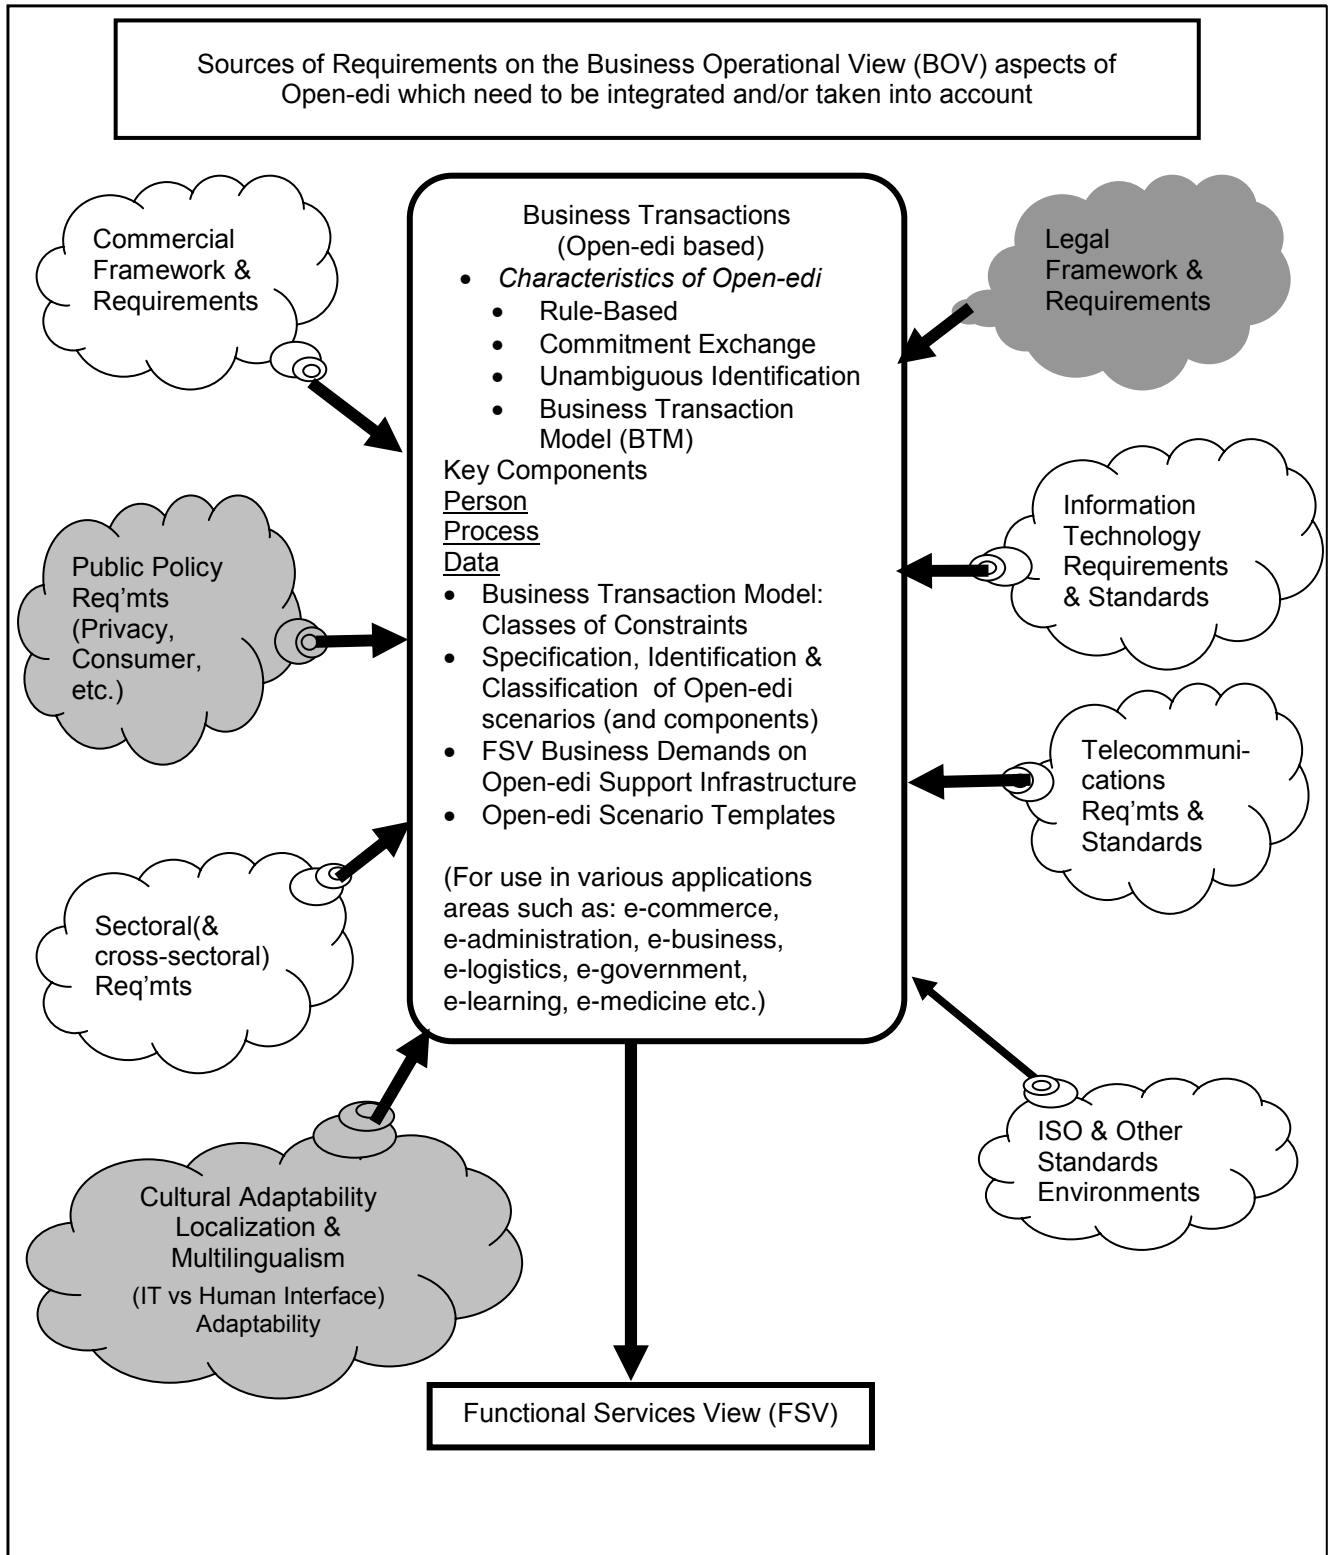 Sources of Requirements on the Business Operational View (BOV) aspects of
Open-edi which need to be integrated and/or taken into account
Commercial
Framework &
Requirements
Public Policy
Req'mts
(Privacy,
Consumer,
etc.)
Sectoral(&
cross-sectoral)
Req'mts
Cultural Adaptability
Localization &
Multilingualism
(IT vs Human Interface)
Adaptability
Business Transactions
(Open-edi based)
• Characteristics of Open-edi
• Rule-Based
• Commitment Exchange
• Unambiguous Identification
• Business Transaction
Model (BTM)
Key Components
Person
Process
Data
• Business Transaction Model:
Classes of Constraints
• Specification, Identification &
Classification of Open-edi
scenarios (and components)
• FSV Business Demands on
Open-edi Support Infrastructure
• Open-edi Scenario Templates
(For use in various applications
areas such as: e-commerce,
e-administration, e-business,
e-logistics, e-government,
e-learning, e-medicine etc.)
Legal
Framework &
Requirements
Information
Technology
Requirements
& Standards
Telecommuni-
cations
Req'mts &
Standards
ISO & Other
Standards
Environments
Functional Services View (FSV)